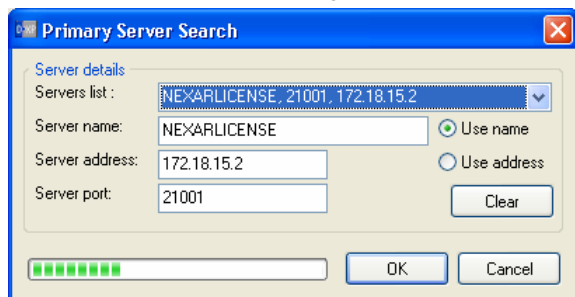 DXP Primary Server Search
Server details
Servers list : NEXARLICENSE, 21001, 172.18.15.2
Server name: NEXARLICENSE Use name
Server address: 172.18.15.2 Use address
Server port: 21001 Clear
OK Cancel